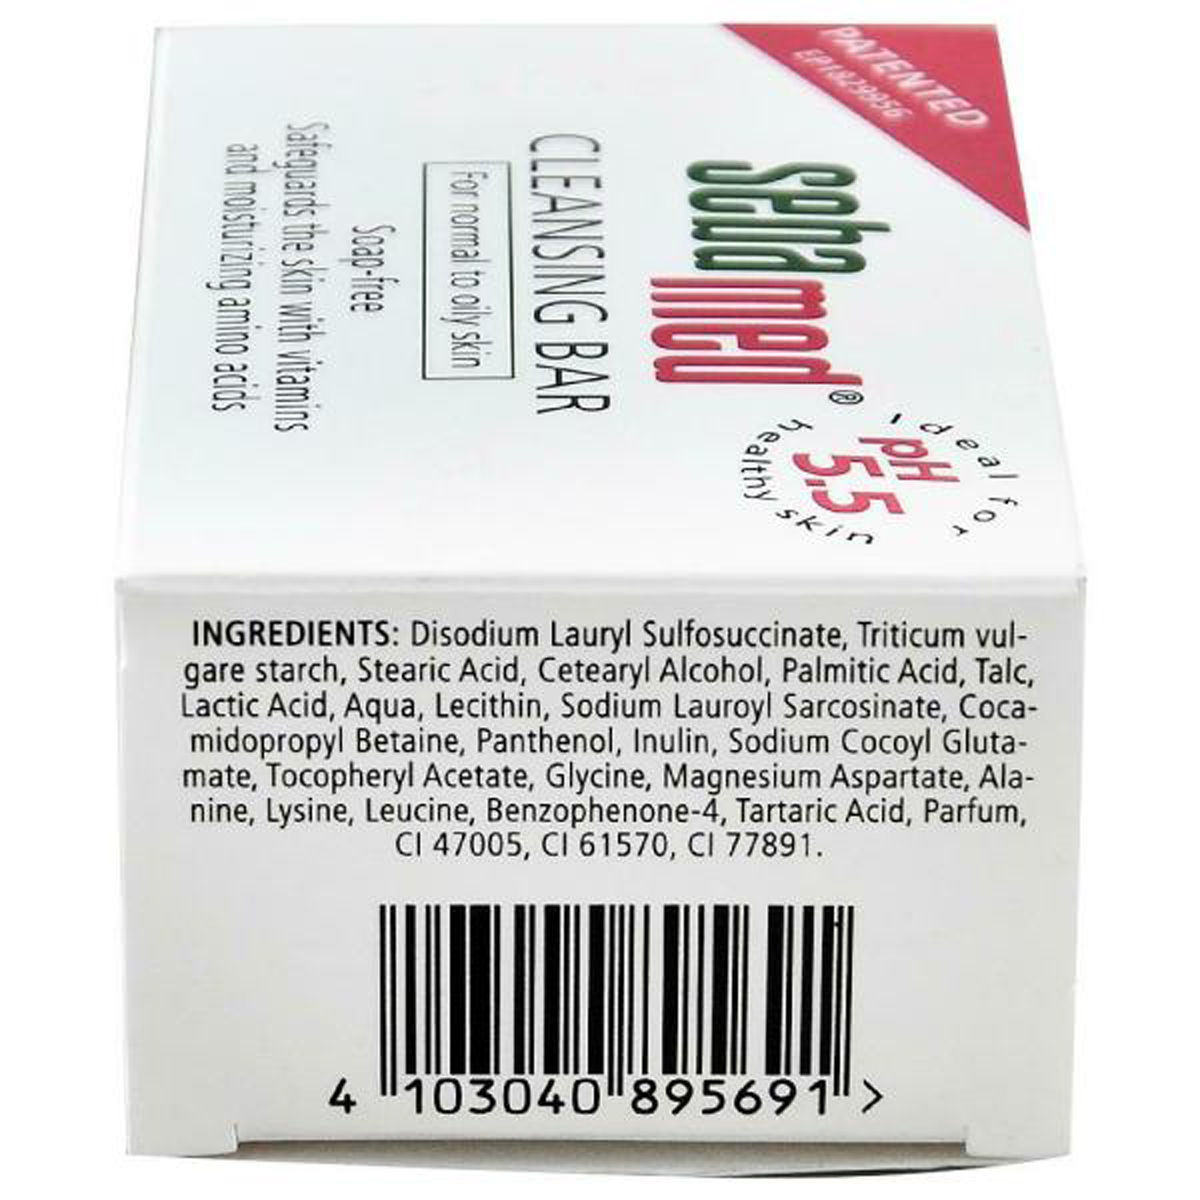 PATENTED
EP1829956
sebamed®
Ideal for
pH
5.5
healthy skin
CLEANSING BAR
For normal to oily skin
Soap-free
Safeguards the skin with vitamins
and moisturizing amino acids
INGREDIENTS: Disodium Lauryl Sulfosuccinate, Triticum vul-
gare starch, Stearic Acid, Cetearyl Alcohol, Palmitic Acid, Talc,
Lactic Acid, Aqua, Lecithin, Sodium Lauroyl Sarcosinate, Coca-
midopropyl Betaine, Panthenol, Inulin, Sodium Cocoyl Gluta-
mate, Tocopheryl Acetate, Glycine, Magnesium Aspartate, Ala-
nine, Lysine, Leucine, Benzophenone-4, Tartaric Acid, Parfum,
CI 47005, CI 61570, CI 77891.
4 103040 895691 >